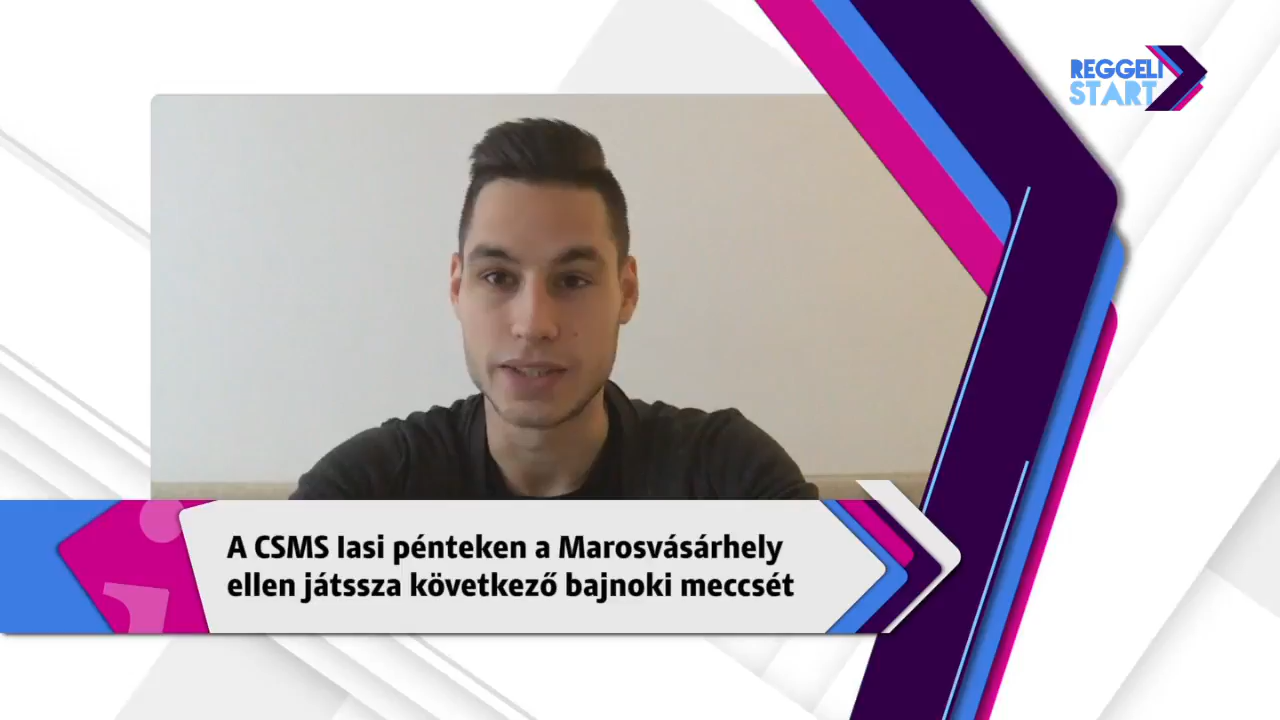 REGGELI
START
A CSMS Iasi pénteken a Marosvásárhely
ellen játssza következő bajnoki meccsét